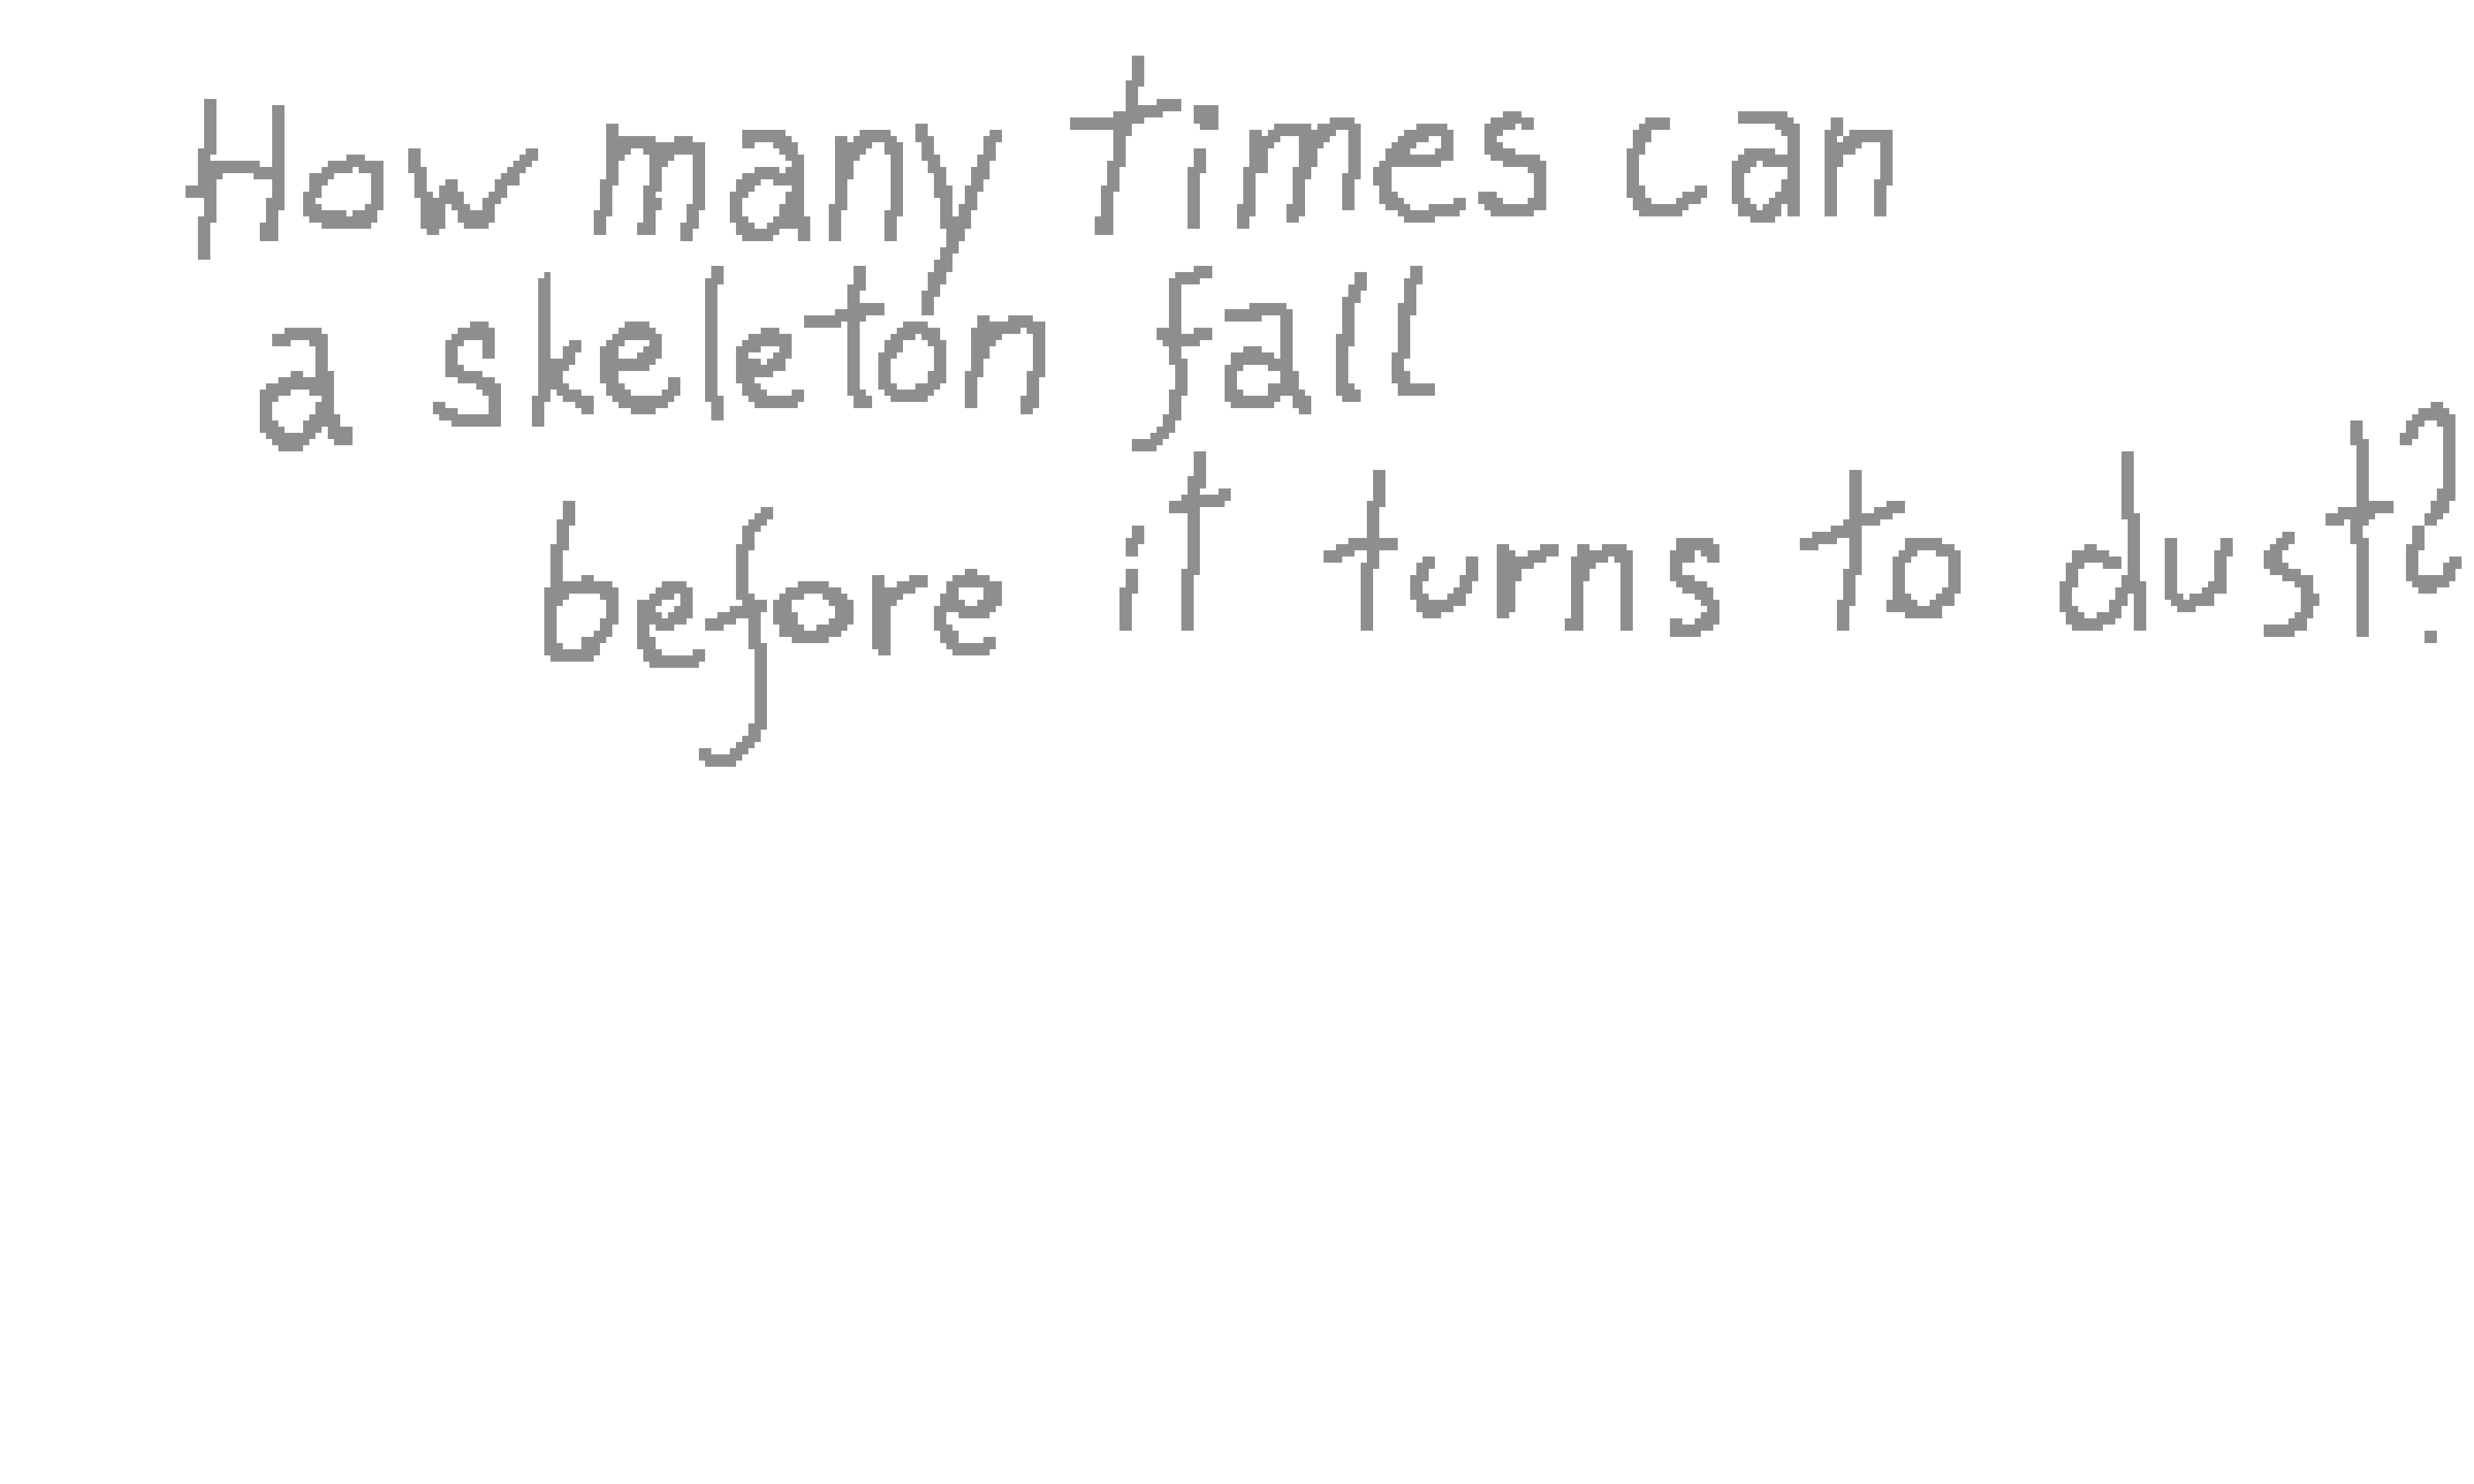 How many times can
a skeleton fall
before it turns to dust?